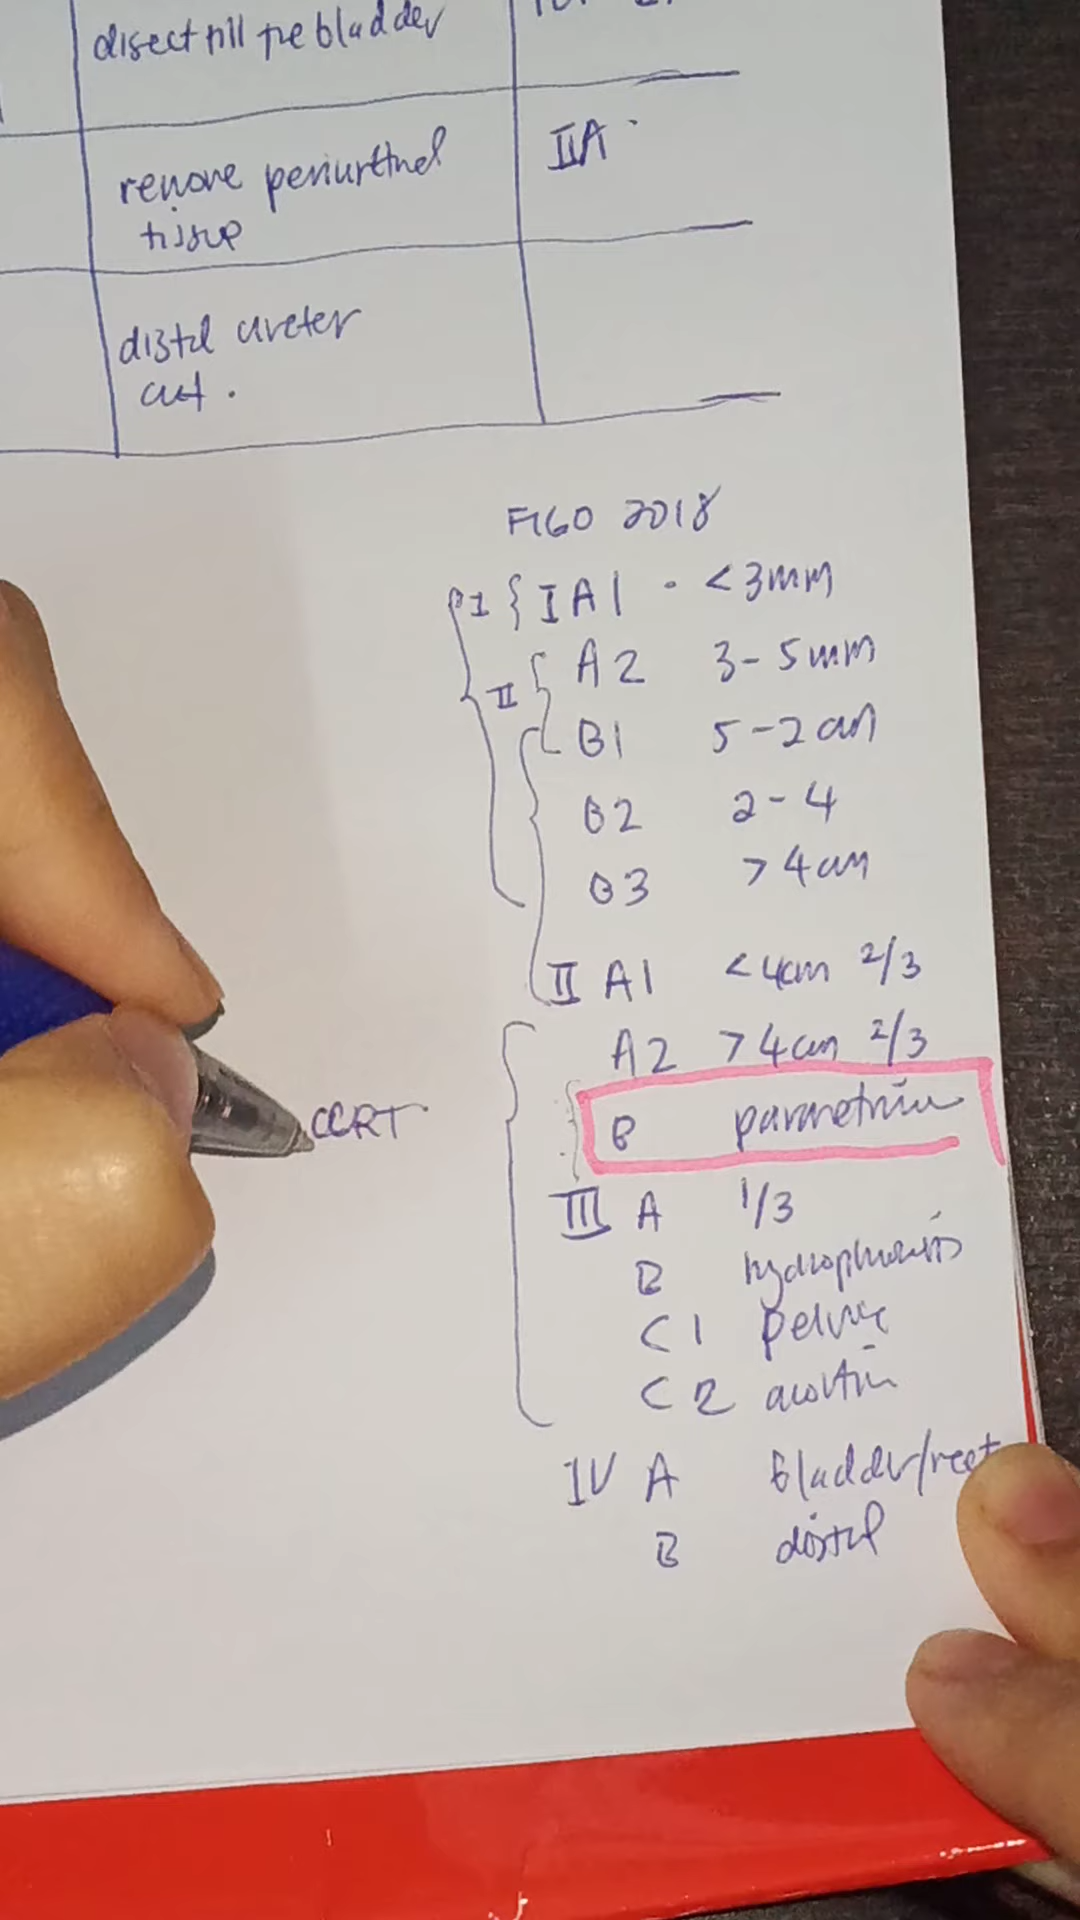 disect till the bladder
remove periurethral
tissue
IIA
distal ureter
cut.
FIGO 2018
I { IA1 - <3mm
II { A2 3-5mm
B1 5-2cm
B2 2-4
B3 >4cm
II A1 <4cm 2/3
A2 >4cm 2/3
CCRT
B parametrium
III A 1/3
B hydrophrosis
C1 pelvic
C2 aortic
IV A bladder/rect
B distal